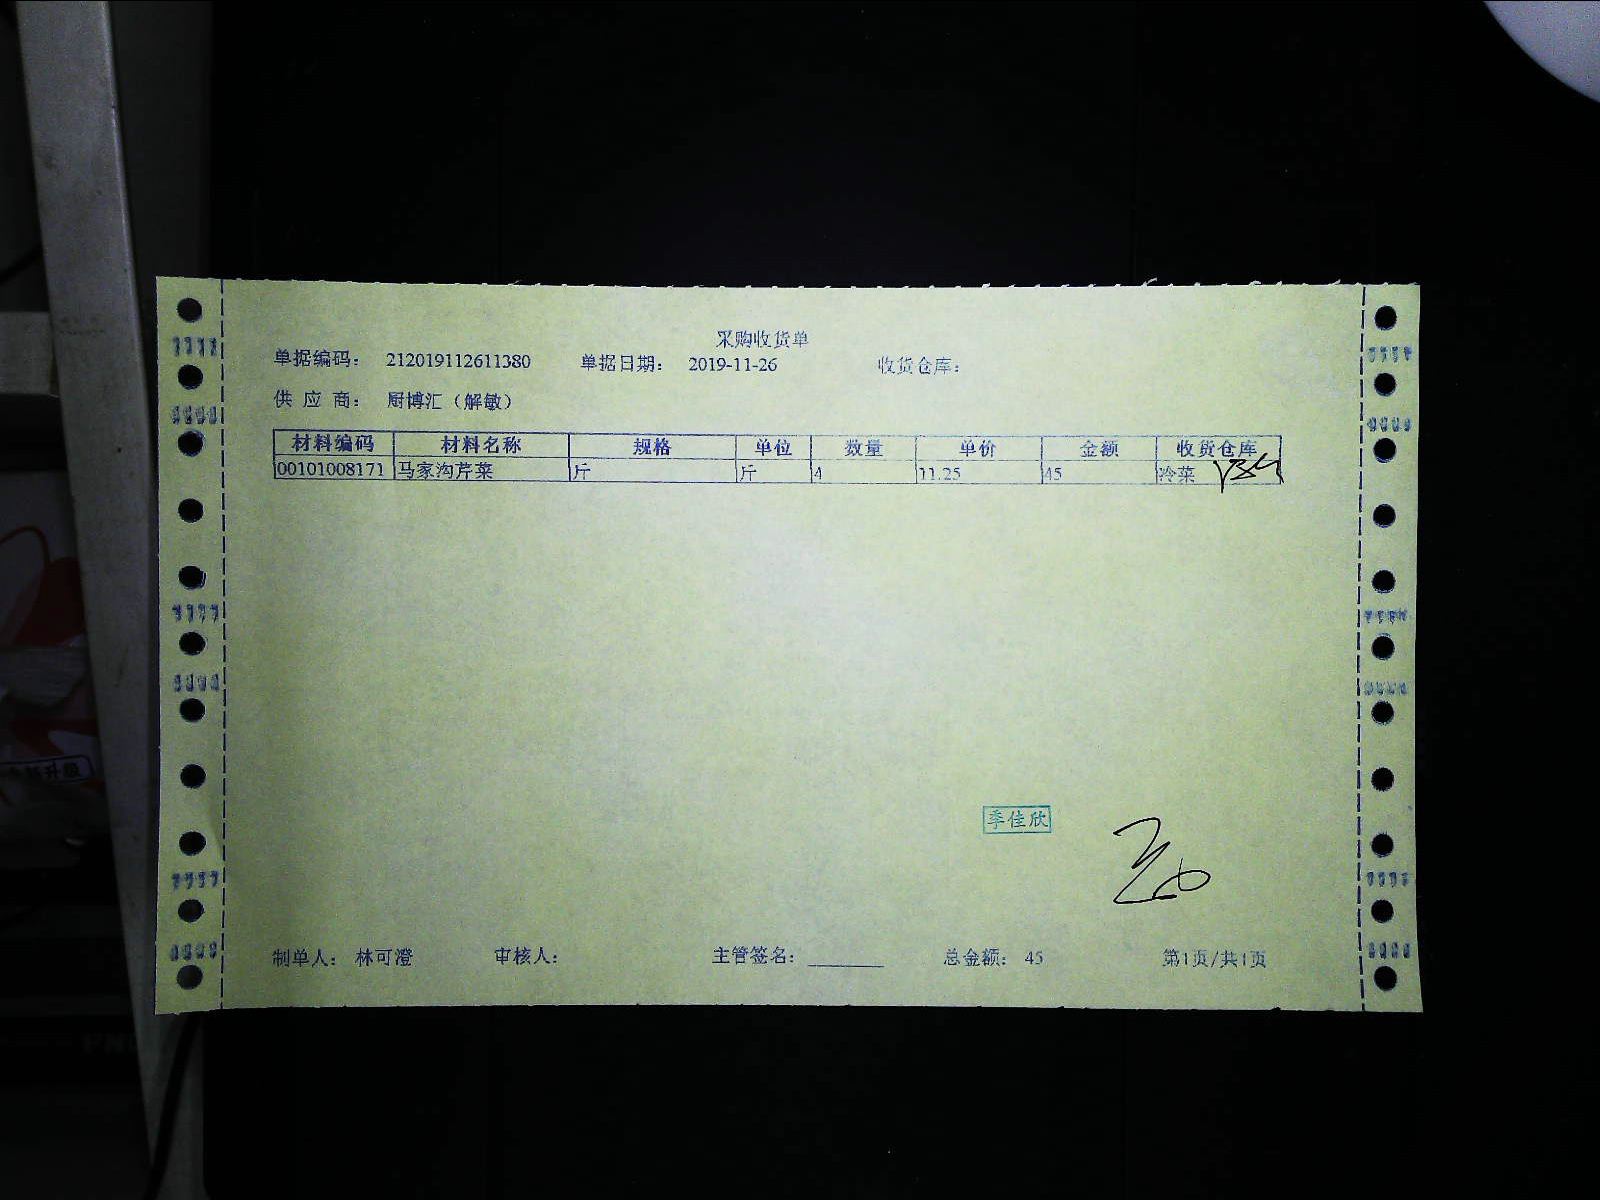 采购收货单
单据编码： 212019112611380 单据日期： 2019-11-26 收货仓库：
供 应 商： 厨博汇（解敏）
材料编码 材料名称 规格 单位 数量 单价 金额 收货仓库
00101008171 马家沟芹菜 斤 斤 4 11.25 45 冷菜
季佳欣
制单人： 林可澄 审核人： 主管签名： ________ 总金额： 45 第1页/共1页